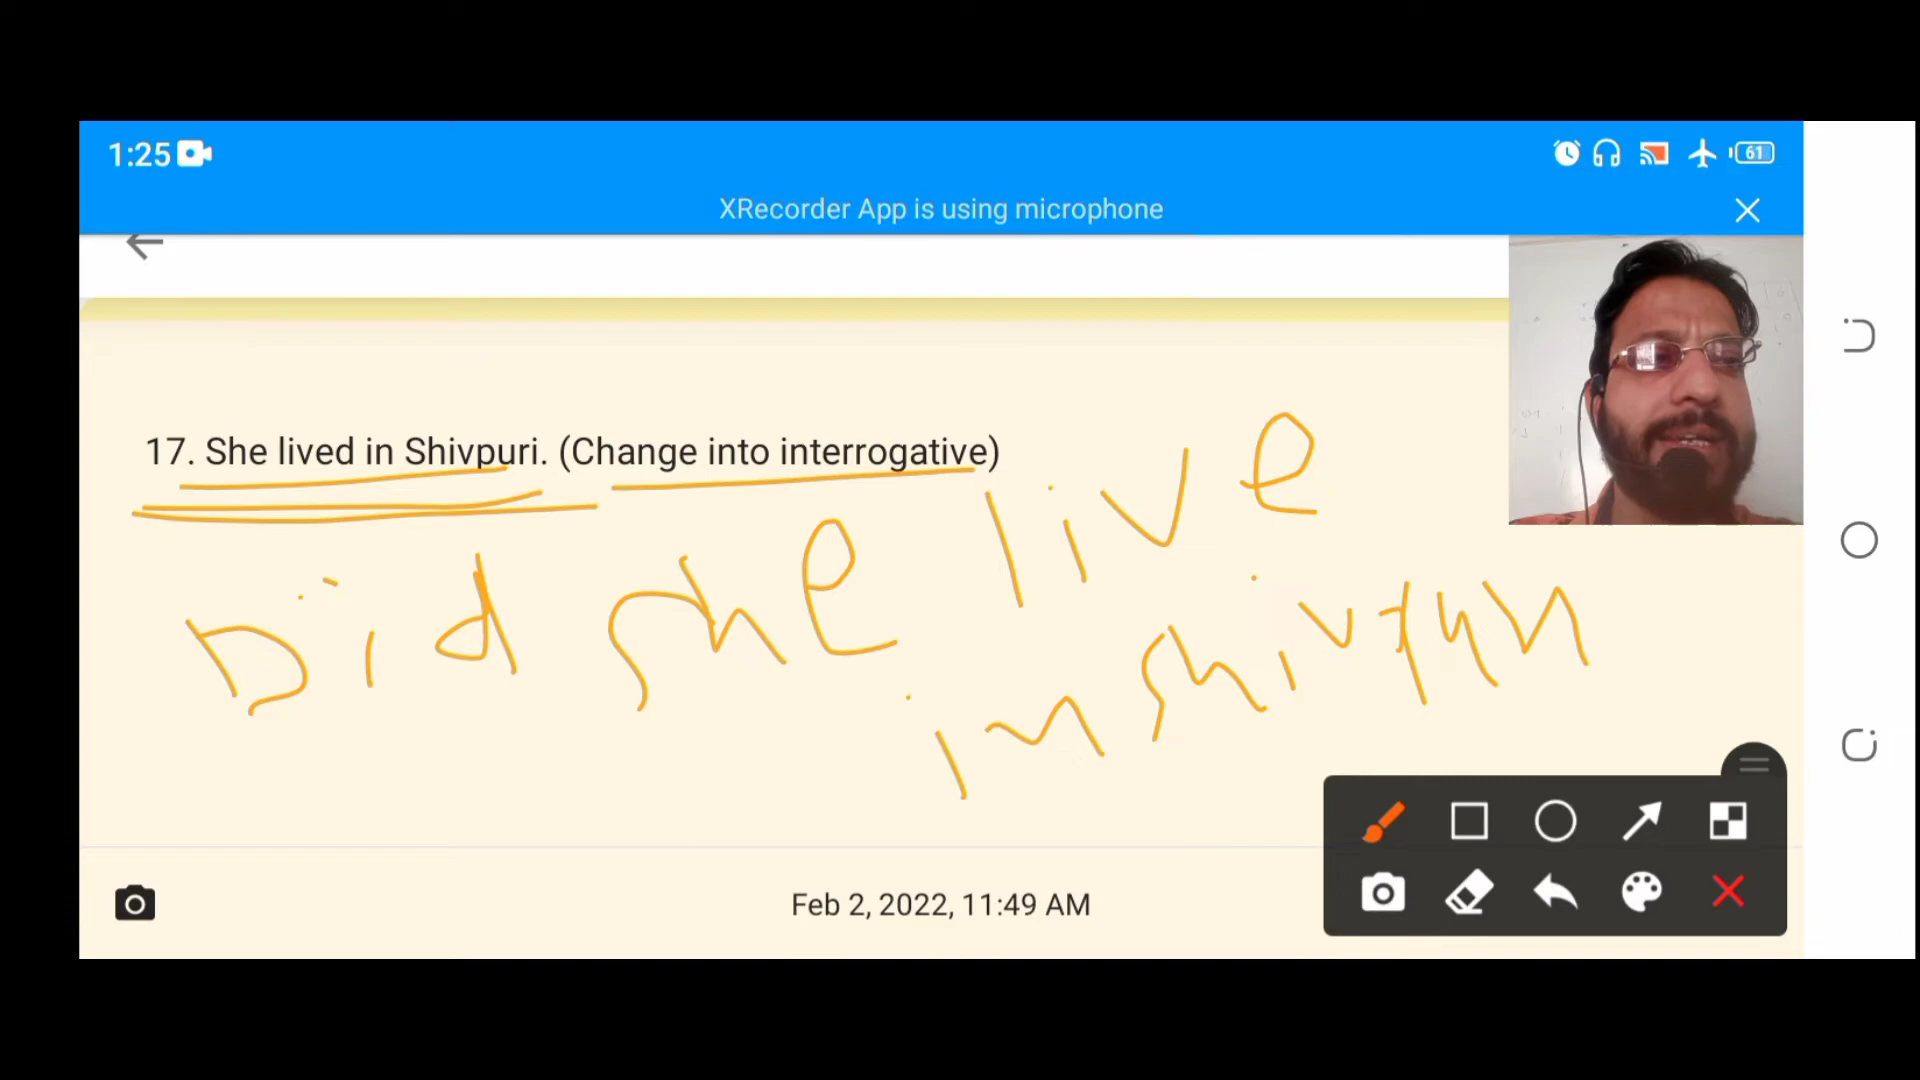 1:25
61
XRecorder App is using microphone
17. She lived in Shivpuri. (Change into interrogative)
Did she live
in
Feb 2, 2022, 11:49 AM